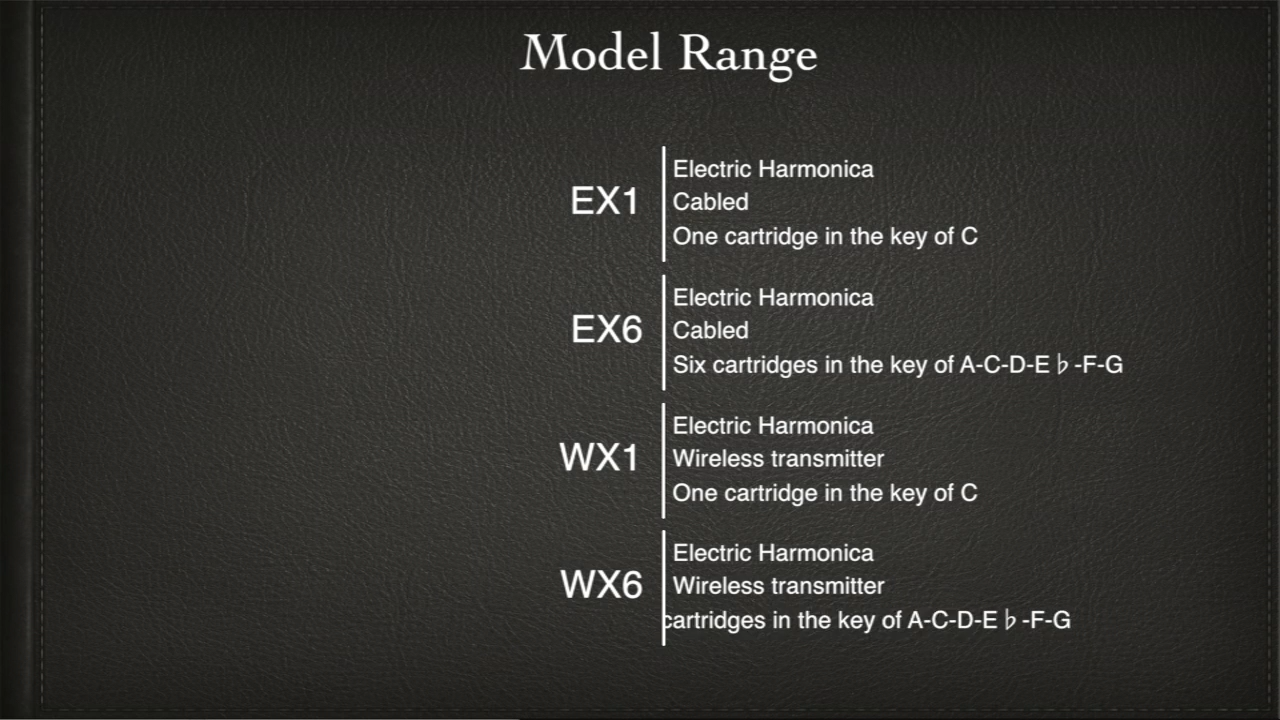 Model Range
EX1
Electric Harmonica
Cabled
One cartridge in the key of C
EX6
Electric Harmonica
Cabled
Six cartridges in the key of A-C-D-E♭-F-G
WX1
Electric Harmonica
Wireless transmitter
One cartridge in the key of C
WX6
Electric Harmonica
Wireless transmitter
cartridges in the key of A-C-D-E♭-F-G